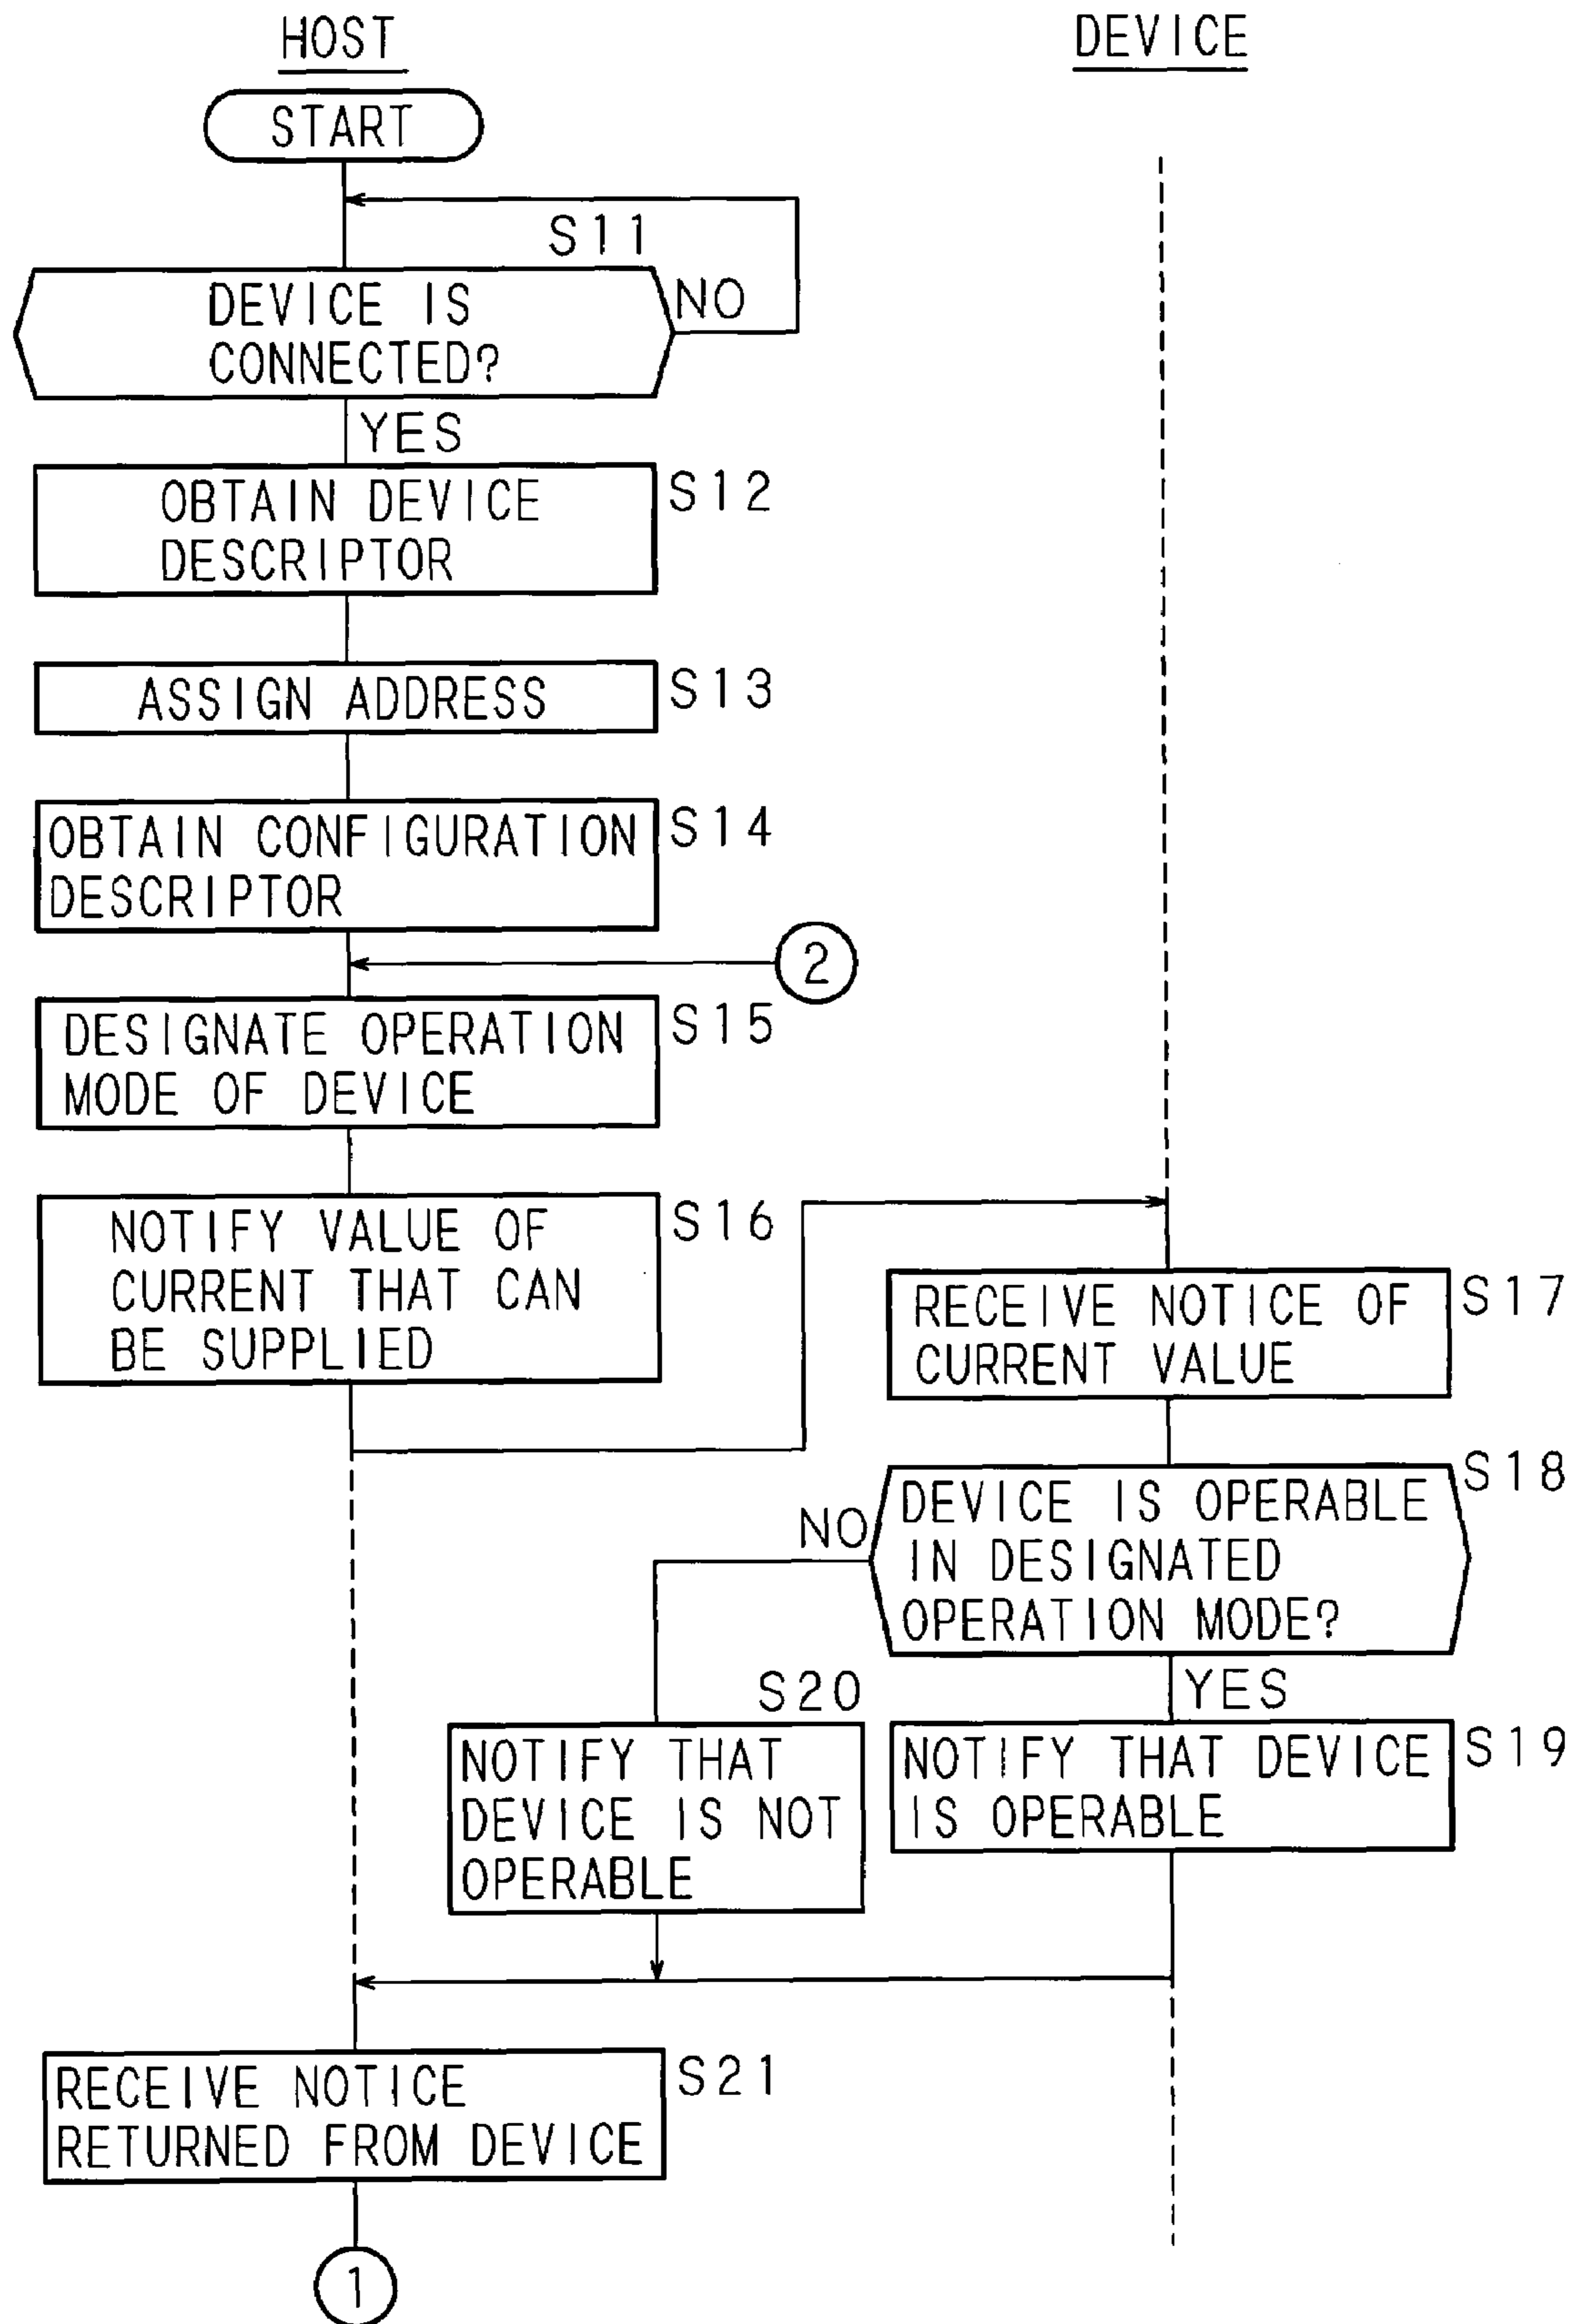 HOST
DEVICE
START
S11
DEVICE IS
CONNECTED?
NO
YES
OBTAIN DEVICE
DESCRIPTOR
S12
ASSIGN ADDRESS
S13
OBTAIN CONFIGURATION
DESCRIPTOR
S14
2
DESIGNATE OPERATION
MODE OF DEVICE
S15
NOTIFY VALUE OF
CURRENT THAT CAN
BE SUPPLIED
S16
RECEIVE NOTICE OF
CURRENT VALUE
S17
DEVICE IS OPERABLE
IN DESIGNATED
OPERATION MODE?
S18
NO
YES
S20
NOTIFY THAT
DEVICE IS NOT
OPERABLE
NOTIFY THAT DEVICE
IS OPERABLE
S19
RECEIVE NOTICE
RETURNED FROM DEVICE
S21
1